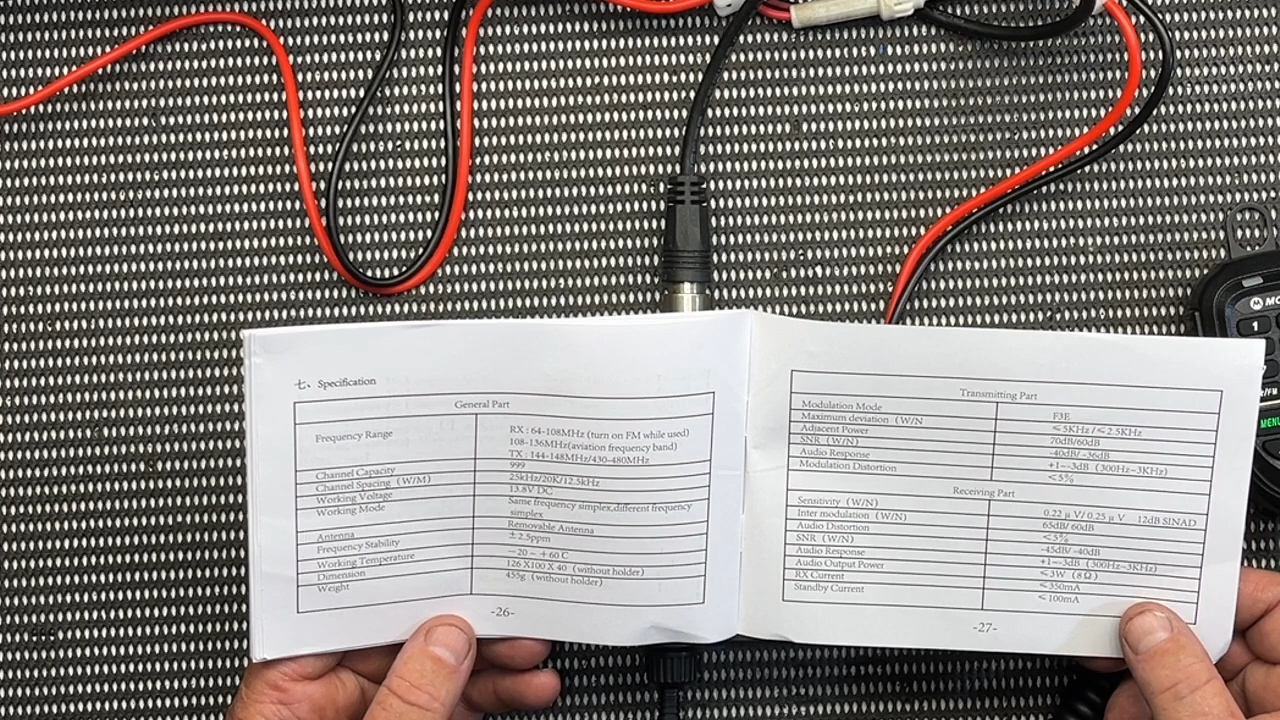 七、Specification
General Part
Frequency Range
RX : 64-108MHz (turn on FM while used)
108-136MHz(aviation frequency band)
TX : 144-148MHz/430-480MHz
Channel Capacity
999
Channel Spacing (W/M)
25kHz/20K/12.5kHz
Working Voltage
13.8V DC
Working Mode
Same frequency simplex,different frequency
simplex
Antenna
Removable Antenna
Frequency Stability
±2.5ppm
Working Temperature
-20 ~ +60 C
Dimension
126 X100 X 40 (without holder)
Weight
455g (without holder)
-26-
Transmitting Part
Modulation Mode
F3E
Maximum deviation (W/N
≤5KHz/≤2.5KHz
Adjacent Power
70dB/60dB
SNR (W/N)
-40dB/ -36dB
Audio Response
+1~-3dB (300Hz~3KHz)
Modulation Distortion
<5%
Receiving Part
Sensitivity (W/N)
0.22 μV/ 0.25 μV 12dB SINAD
Inter modulation (W/N)
65dB/ 60dB
Audio Distortion
<5%
SNR (W/N)
-45dB/ -40dB
Audio Response
+1~-3dB (300Hz~3KHz)
Audio Output Power
≤3W (8Ω)
RX Current
≤350mA
Standby Current
≤100mA
-27-
1
MENU